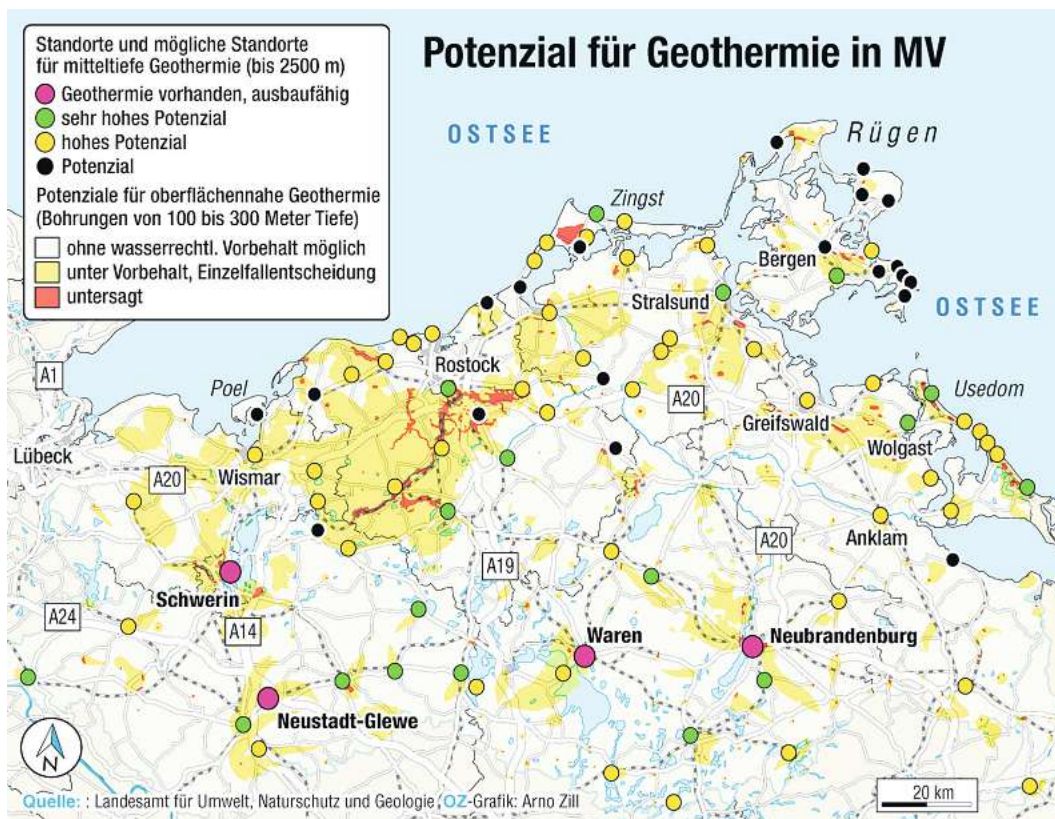 Potenzial für Geothermie in MV
Standorte und mögliche Standorte
für mitteltiefe Geothermie (bis 2500 m)
Geothermie vorhanden, ausbaufähig
sehr hohes Potenzial
hohes Potenzial
Potenzial
Potenziale für oberflächennahe Geothermie
(Bohrungen von 100 bis 300 Meter Tiefe)
ohne wasserrechtl. Vorbehalt möglich
unter Vorbehalt, Einzelfallentscheidung
untersagt
OSTSEE
Rügen
Zingst
Bergen
Stralsund
OSTSEE
A1
Poel
Rostock
A20
Usedom
Greifswald
Lübeck
Wolgast
A20
Wismar
Anklam
A20
A19
Schwerin
A24
A14
Waren
Neubrandenburg
Neustadt-Glewe
N
20 km
Quelle: : Landesamt für Umwelt, Naturschutz und Geologie, OZ-Grafik: Arno Zill